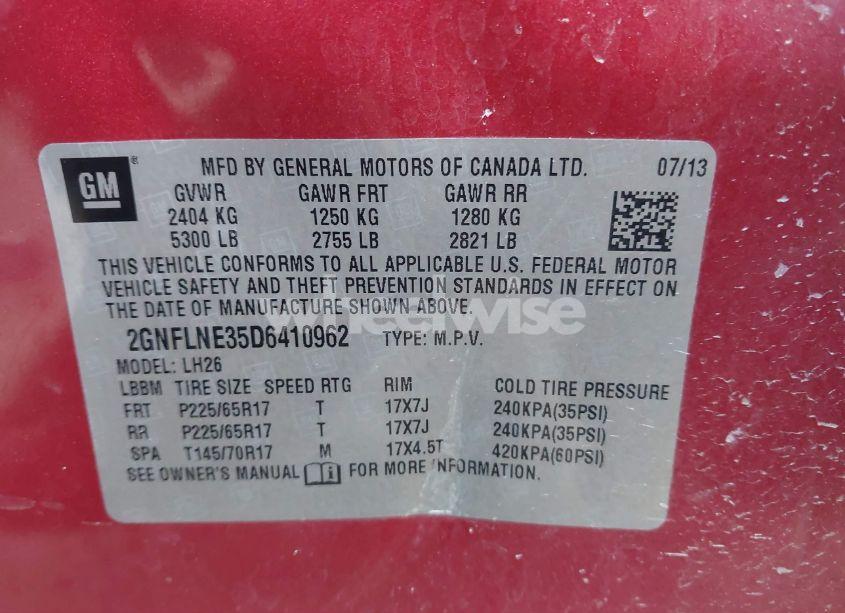 GM ® MFD BY GENERAL MOTORS OF CANADA LTD. 07/13
GVWR GAWR FRT GAWR RR
2404 KG 1250 KG 1280 KG
5300 LB 2755 LB 2821 LB
THIS VEHICLE CONFORMS TO ALL APPLICABLE U.S. FEDERAL MOTOR
VEHICLE SAFETY AND THEFT PREVENTION STANDARDS IN EFFECT ON
THE DATE OF MANUFACTURE SHOWN ABOVE.
wheelwise
2GNFLNE35D6410962 TYPE: M.P.V.
MODEL: LH26
LBBM TIRE SIZE SPEED RTG RIM COLD TIRE PRESSURE
FRT P225/65R17 T 17X7J 240KPA(35PSI)
RR P225/65R17 T 17X7J 240KPA(35PSI)
SPA T145/70R17 M 17X4.5T 420KPA(60PSI)
SEE OWNER'S MANUAL i FOR MORE INFORMATION.